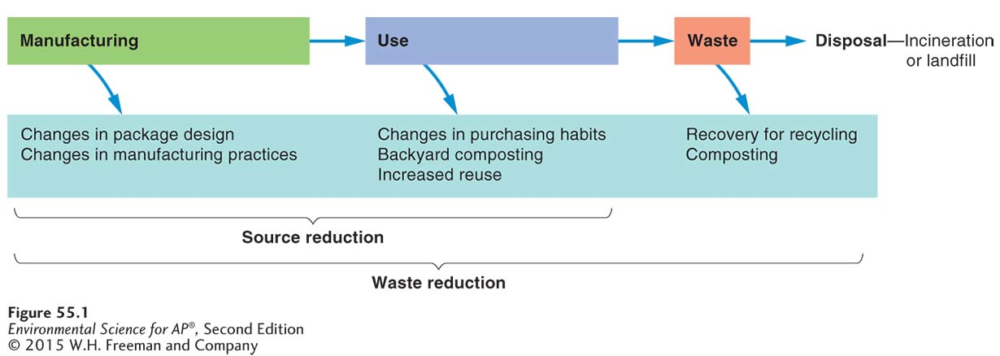 Manufacturing
Use
Waste
Disposal—Incineration
or landfill
Changes in package design
Changes in manufacturing practices
Changes in purchasing habits
Backyard composting
Increased reuse
Recovery for recycling
Composting
Source reduction
Waste reduction
Figure 55.1
Environmental Science for AP®, Second Edition
© 2015 W.H. Freeman and Company